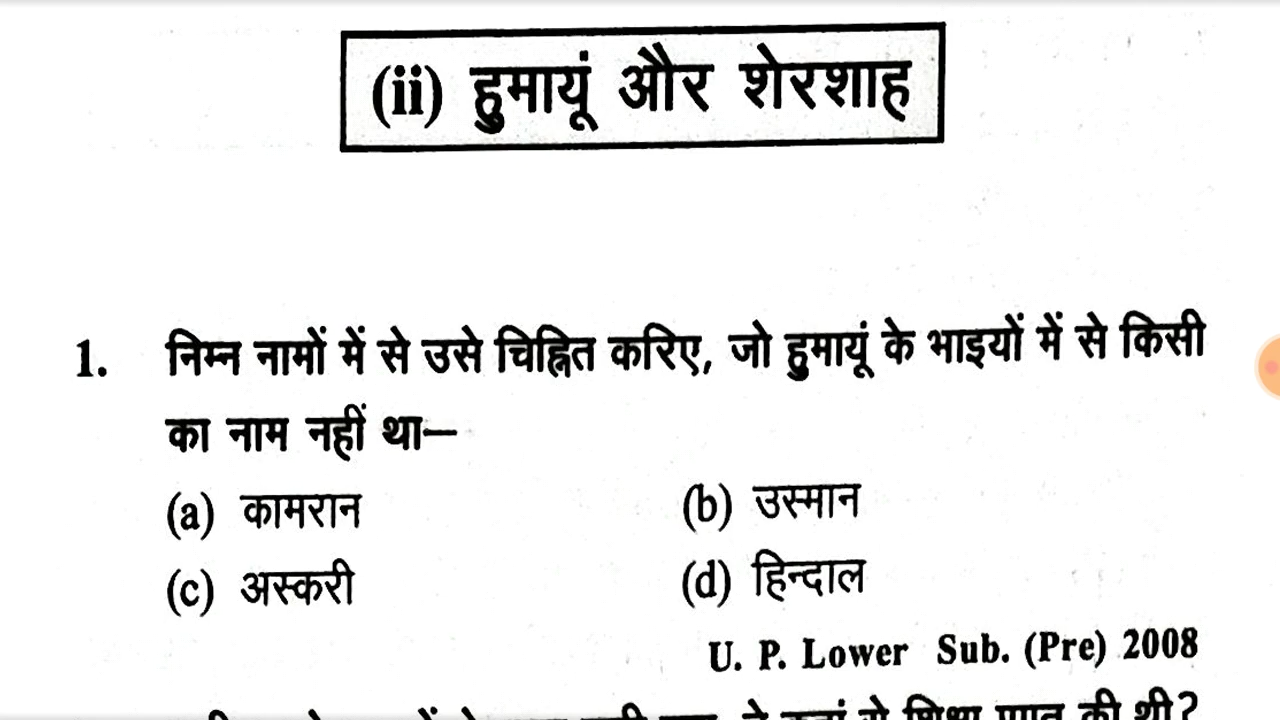 (ii) हुमायूं और शेरशाह
1. निम्न नामों में से उसे चिह्नित करिए, जो हुमायूं के भाइयों में से किसी
का नाम नहीं था–
(a) कामरान (b) उस्मान
(c) अस्करी (d) हिन्दाल
U. P. Lower Sub. (Pre) 2008
से शिक्षा प्राप्त की थी?